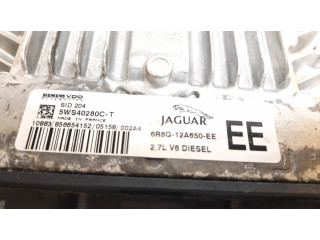 SIEMENS VDO
SID 204
5WS40280C-T
MADE IN FRANCE
10883/856654152/05158/002A4
JAGUAR
6R8Q-12A650-EE
2.7L V6 DIESEL
EE